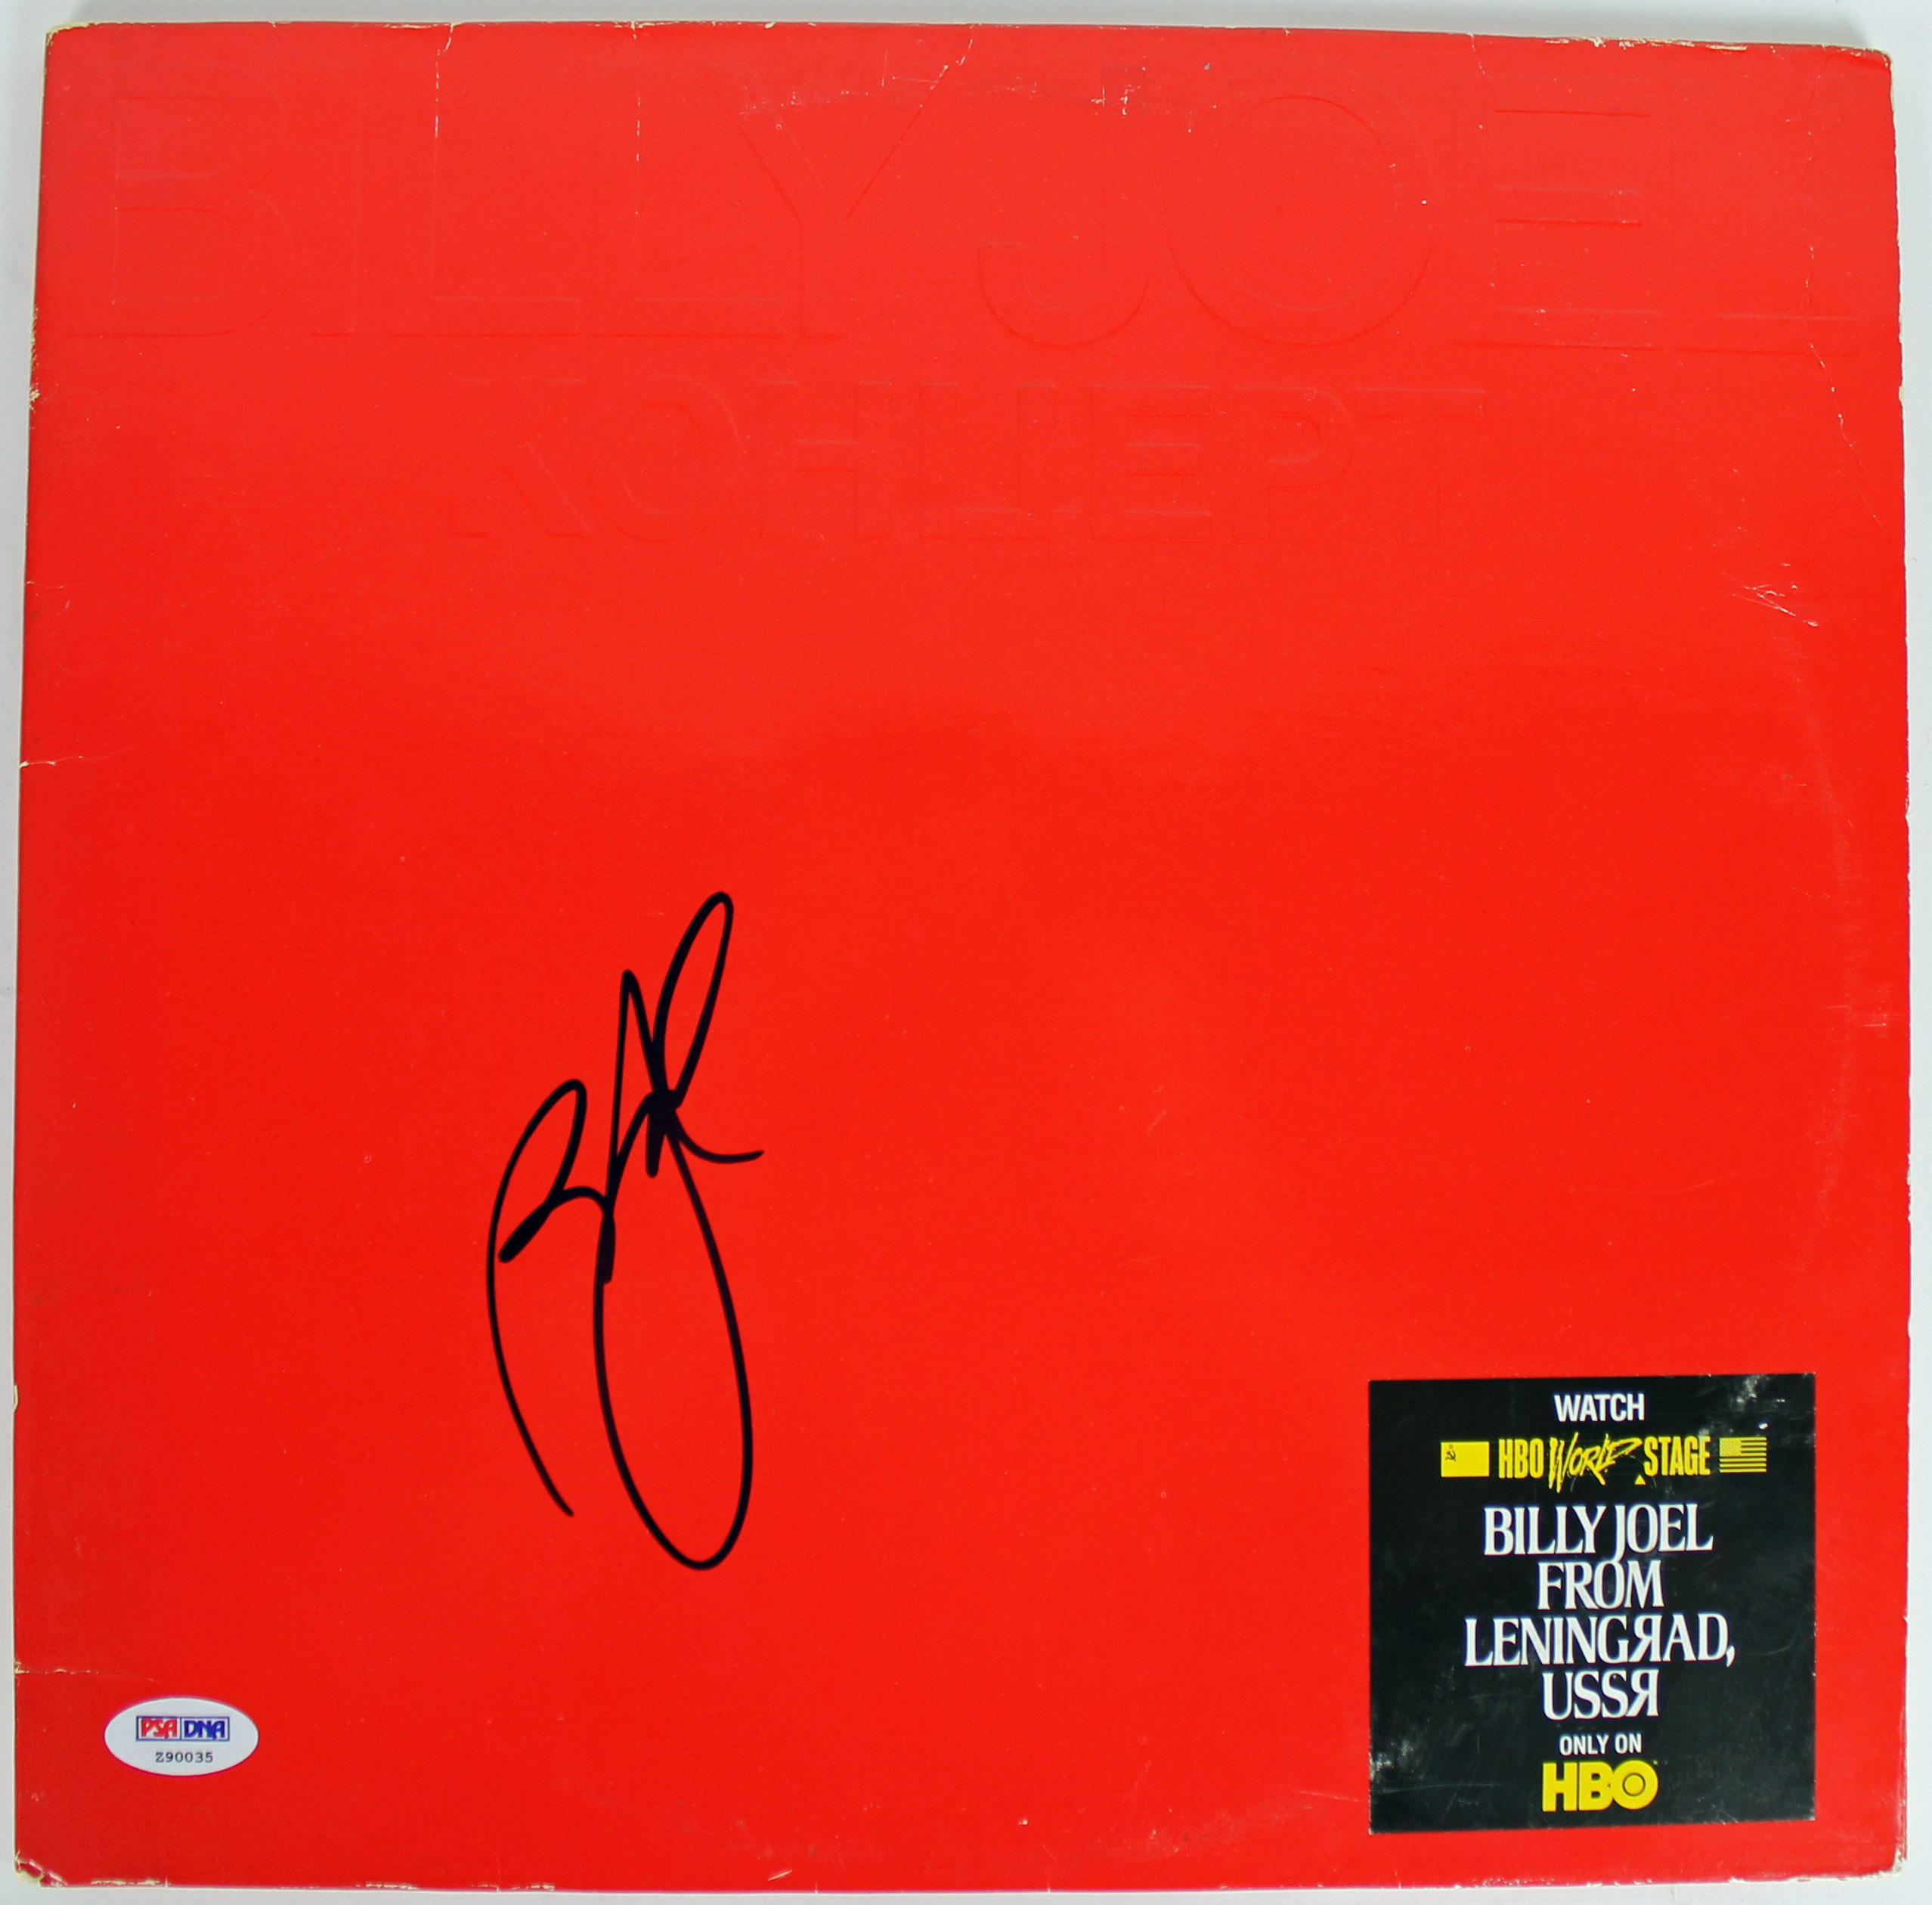 BILLY JOEL
КОНЦЕРТ
WATCH
HBO WORLD STAGE
BILLY JOEL
FROM
LENINGЯAD,
USSЯ
ONLY ON
HBO
PSA DNA
Z90035